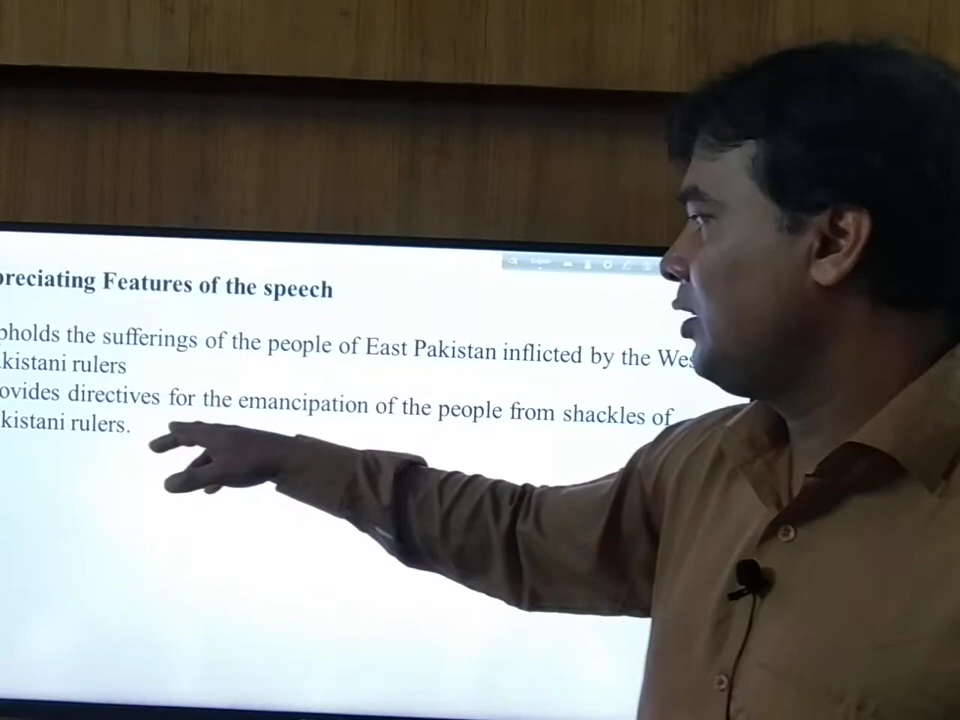 preciating Features of the speech
pholds the sufferings of the people of East Pakistan inflicted by the Wes
kistani rulers
ovides directives for the emancipation of the people from shackles of
kistani rulers.